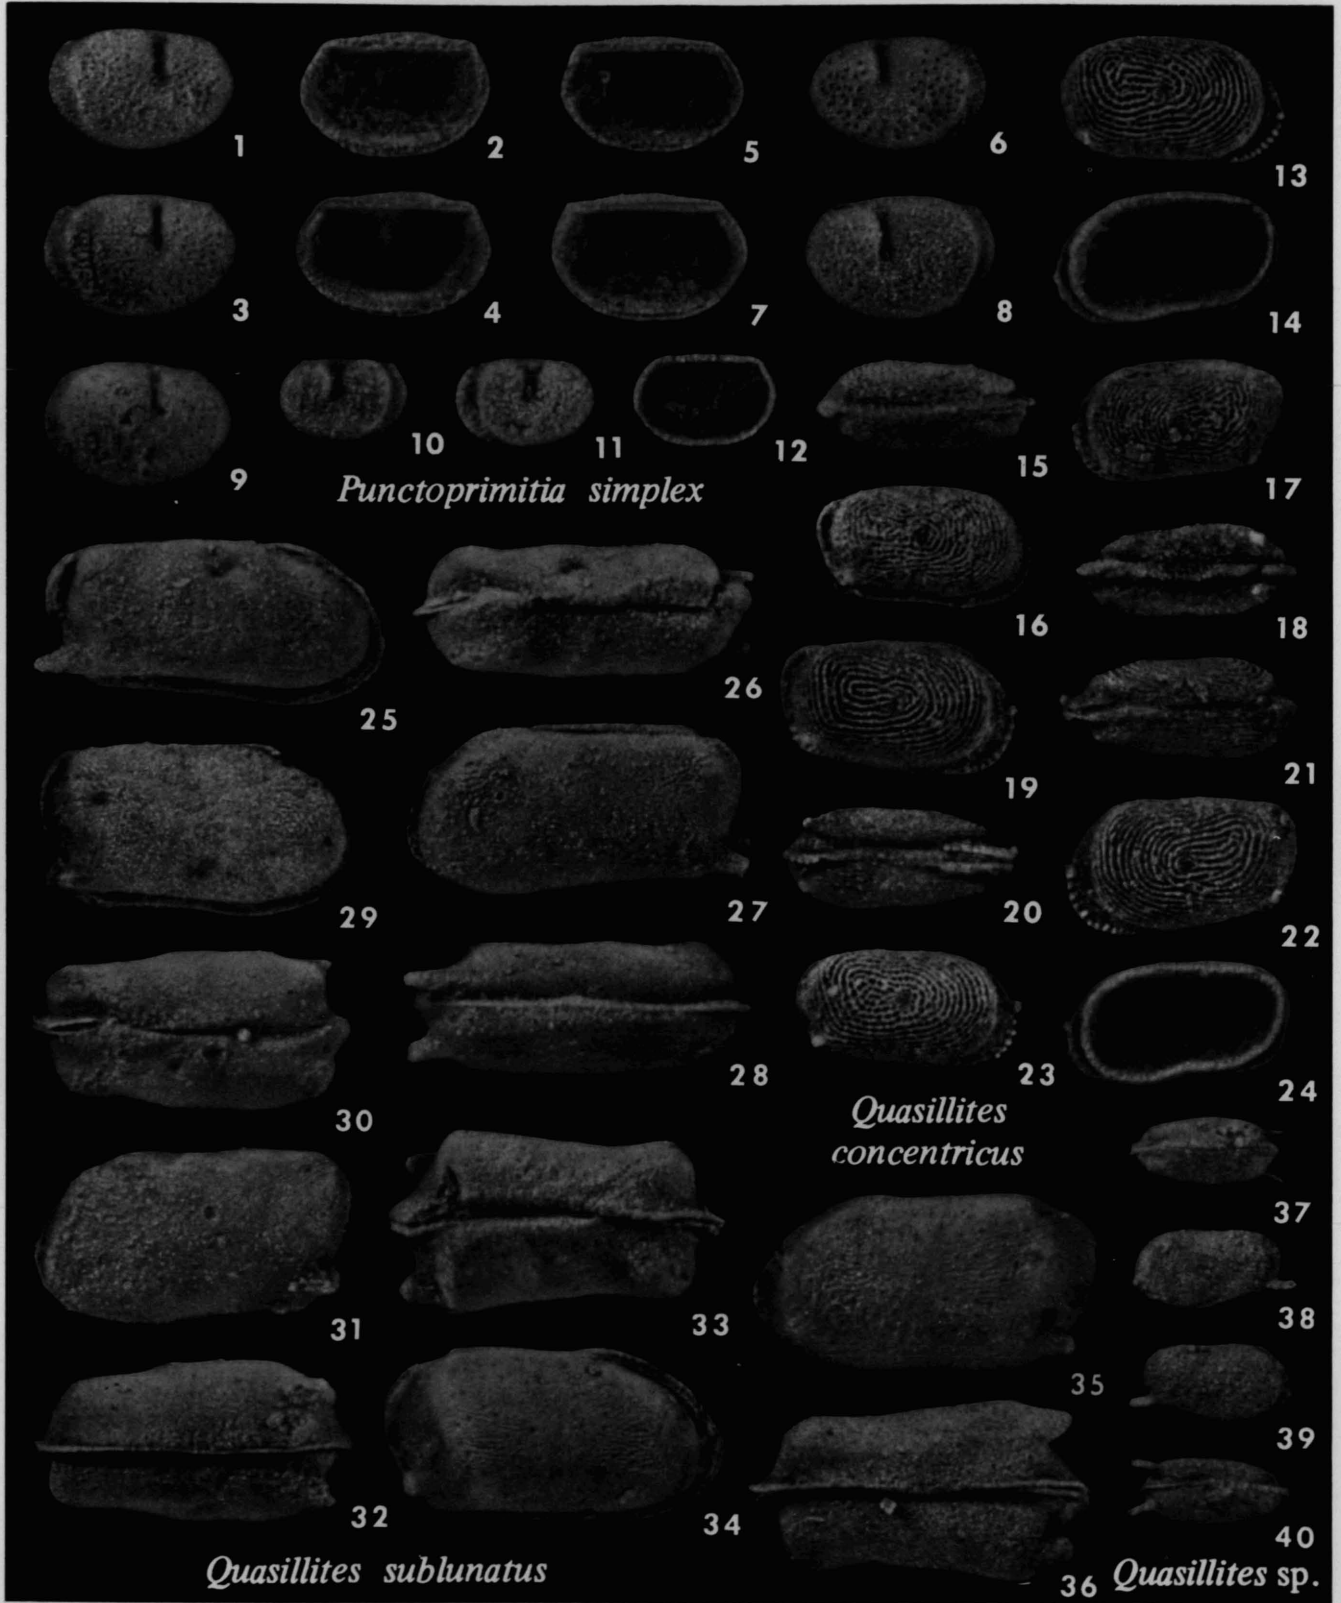 1 2 5 6 13
3 4 7 8 14
9 10 11 12 15 17
Punctoprimitia simplex
16 18
25 26 19 21
29 27 20 22
30 28 23 24
Quasillites
concentricus
31 33 37
35 38
32 34 39
36 40
Quasillites sublunatus
Quasillites sp.